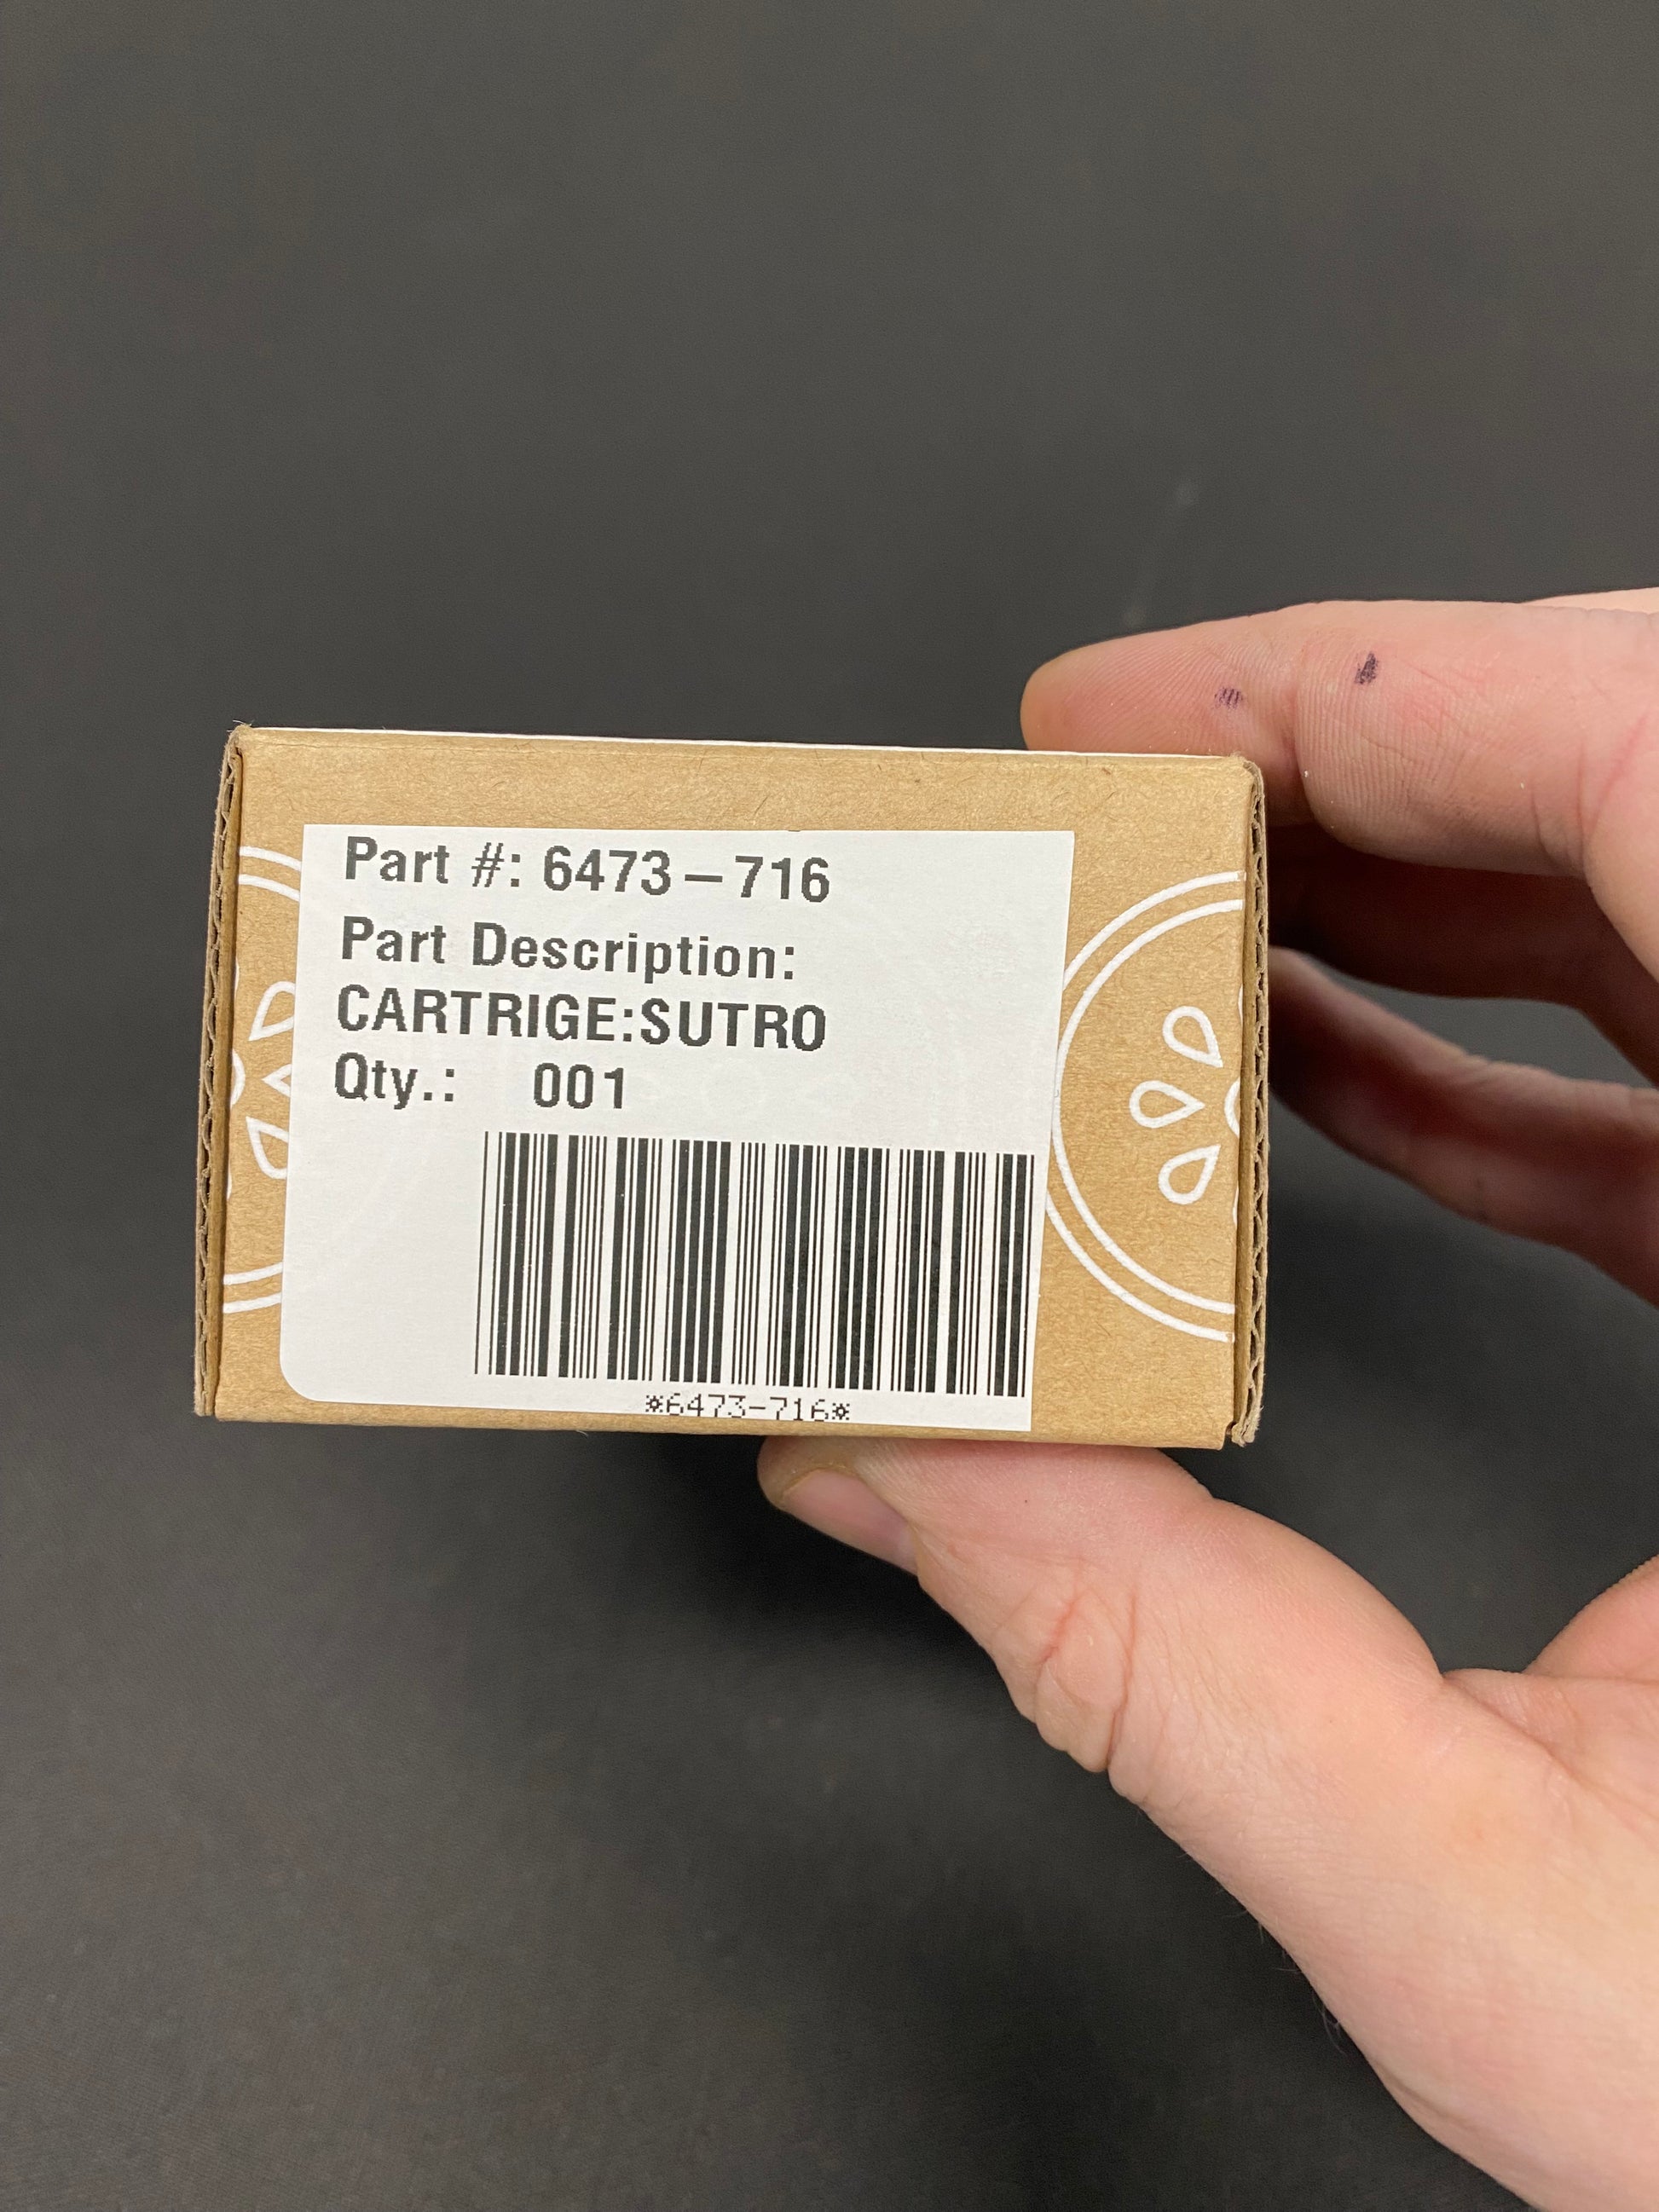 Part #: 6473-716
Part Description:
CARTRIGE:SUTRO
Qty.: 001
*6473-716*